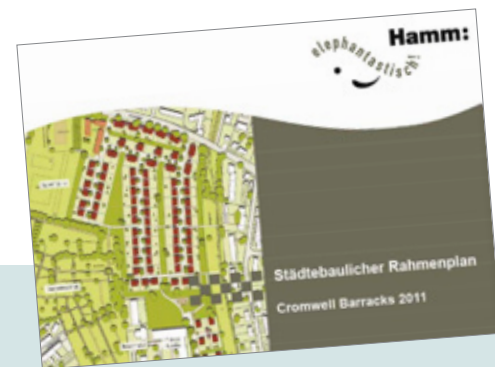 Hamm:
elephantastisch
Städtebaulicher Rahmenplan
Cromwell Barracks 2011